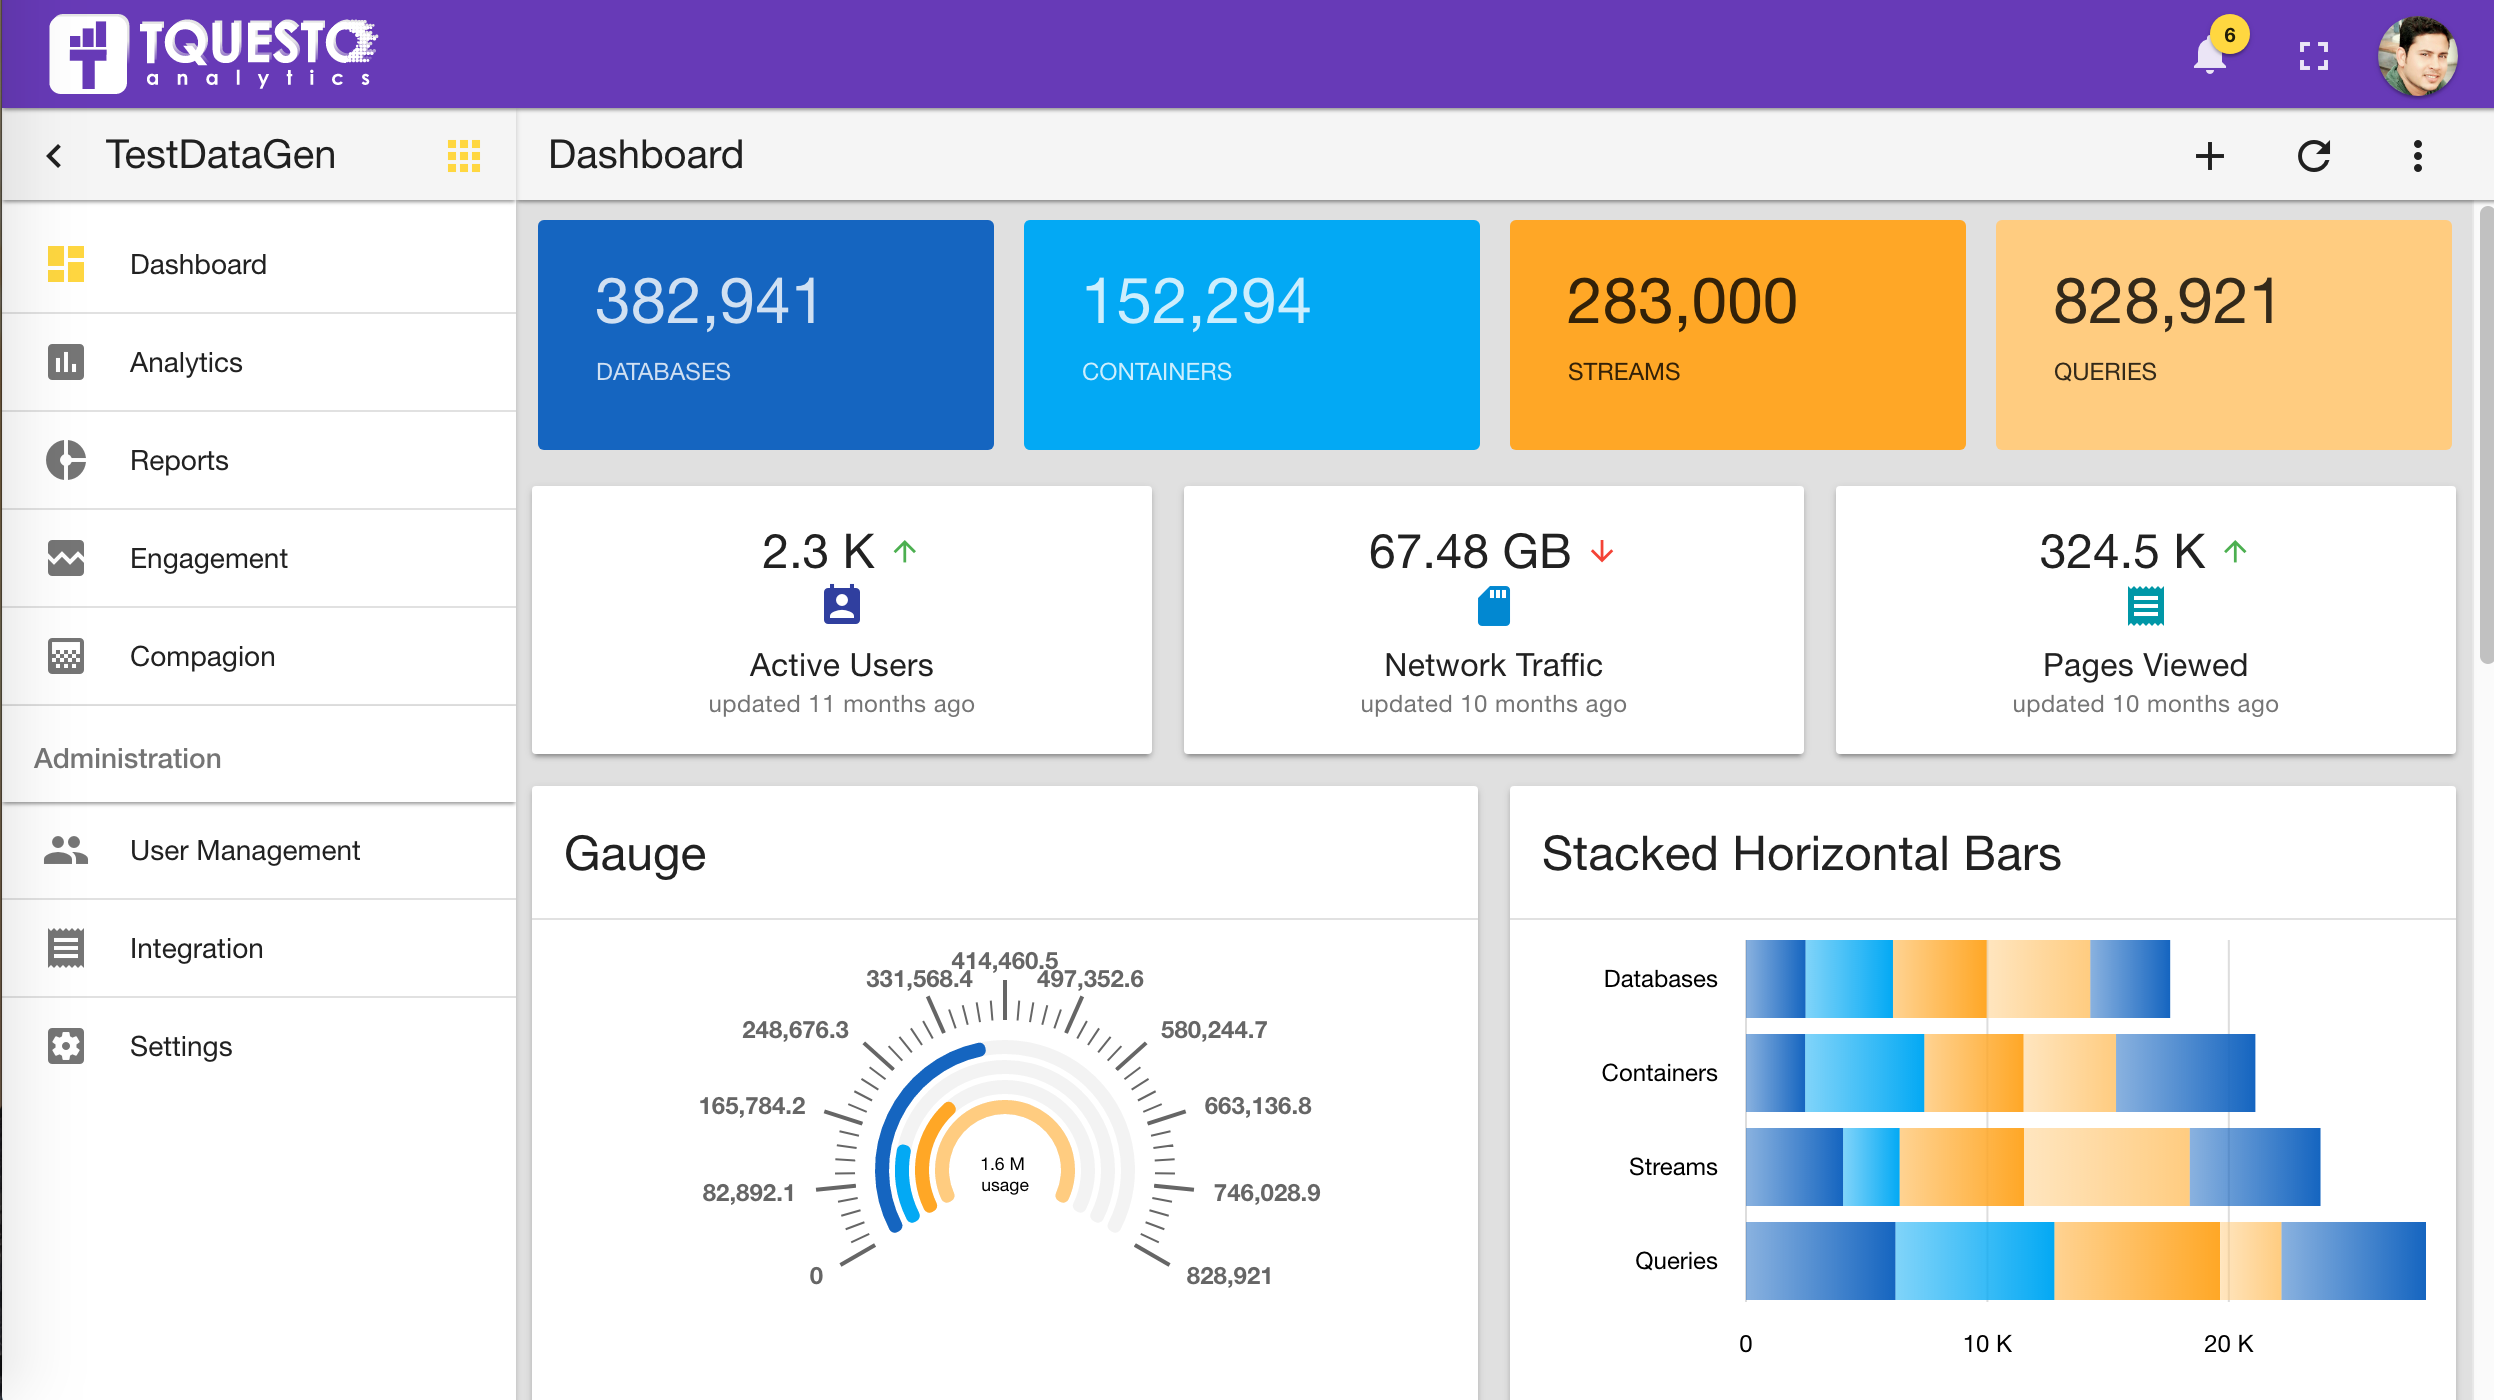 TQUESTO
analytics
6
TestDataGen
Dashboard
Dashboard
Analytics
Reports
Engagement
Compagion
Administration
User Management
Integration
Settings
382,941
DATABASES
152,294
CONTAINERS
283,000
STREAMS
828,921
QUERIES
2.3 K
Active Users
updated 11 months ago
67.48 GB
Network Traffic
updated 10 months ago
324.5 K
Pages Viewed
updated 10 months ago
Gauge
414,460.5
331,568.4
497,352.6
248,676.3
580,244.7
165,784.2
663,136.8
82,892.1
746,028.9
0
828,921
1.6 M
usage
Stacked Horizontal Bars
Databases
Containers
Streams
Queries
0
10 K
20 K